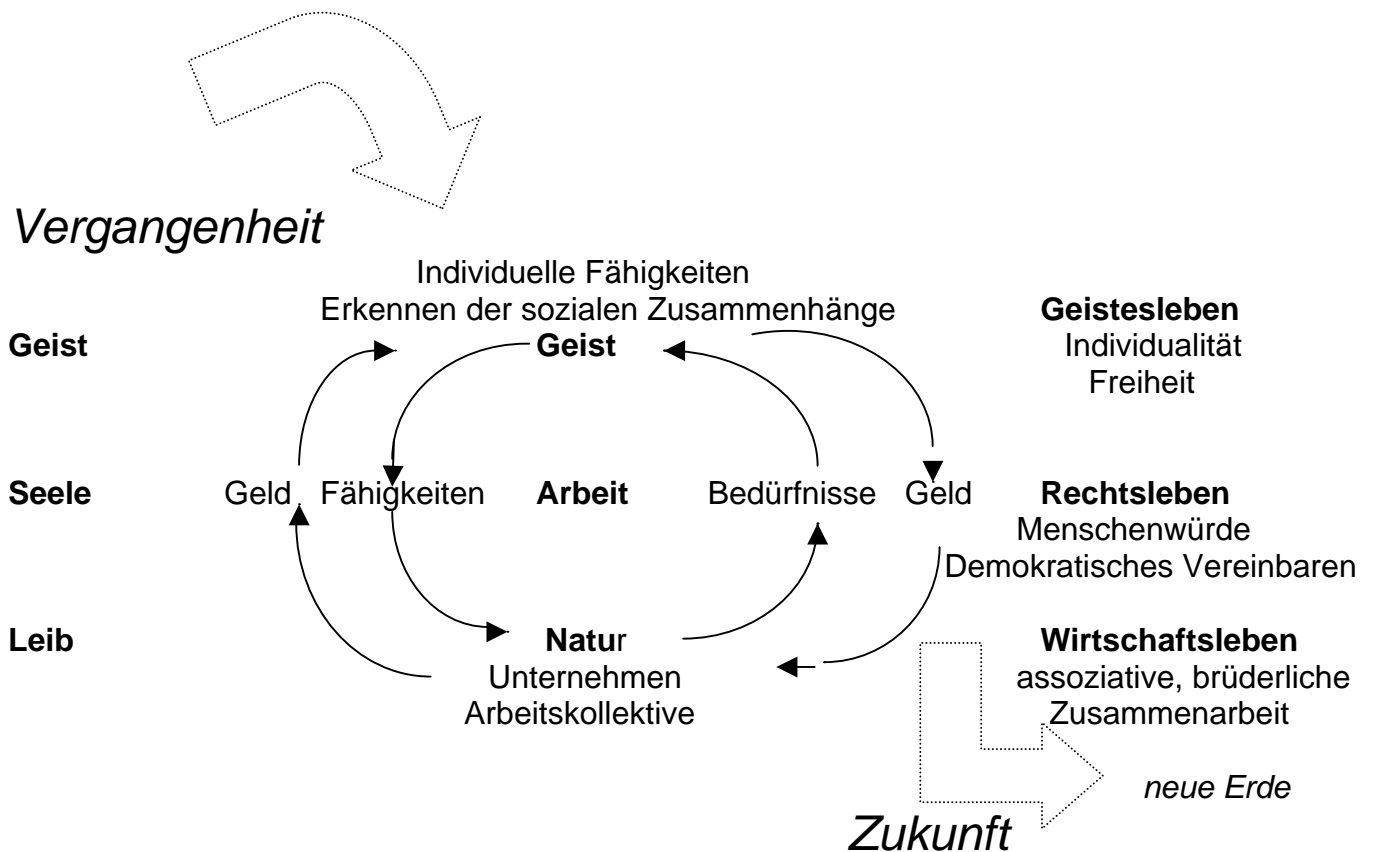 Vergangenheit
Individuelle Fähigkeiten
Erkennen der sozialen Zusammenhänge Geistesleben
Geist Geist Individualität
Freiheit
Seele Geld Fähigkeiten Arbeit Bedürfnisse Geld Rechtsleben
Menschenwürde
Demokratisches Vereinbaren
Leib Natur Wirtschaftsleben
Unternehmen assoziative, brüderliche
Arbeitskollektive Zusammenarbeit
neue Erde
Zukunft